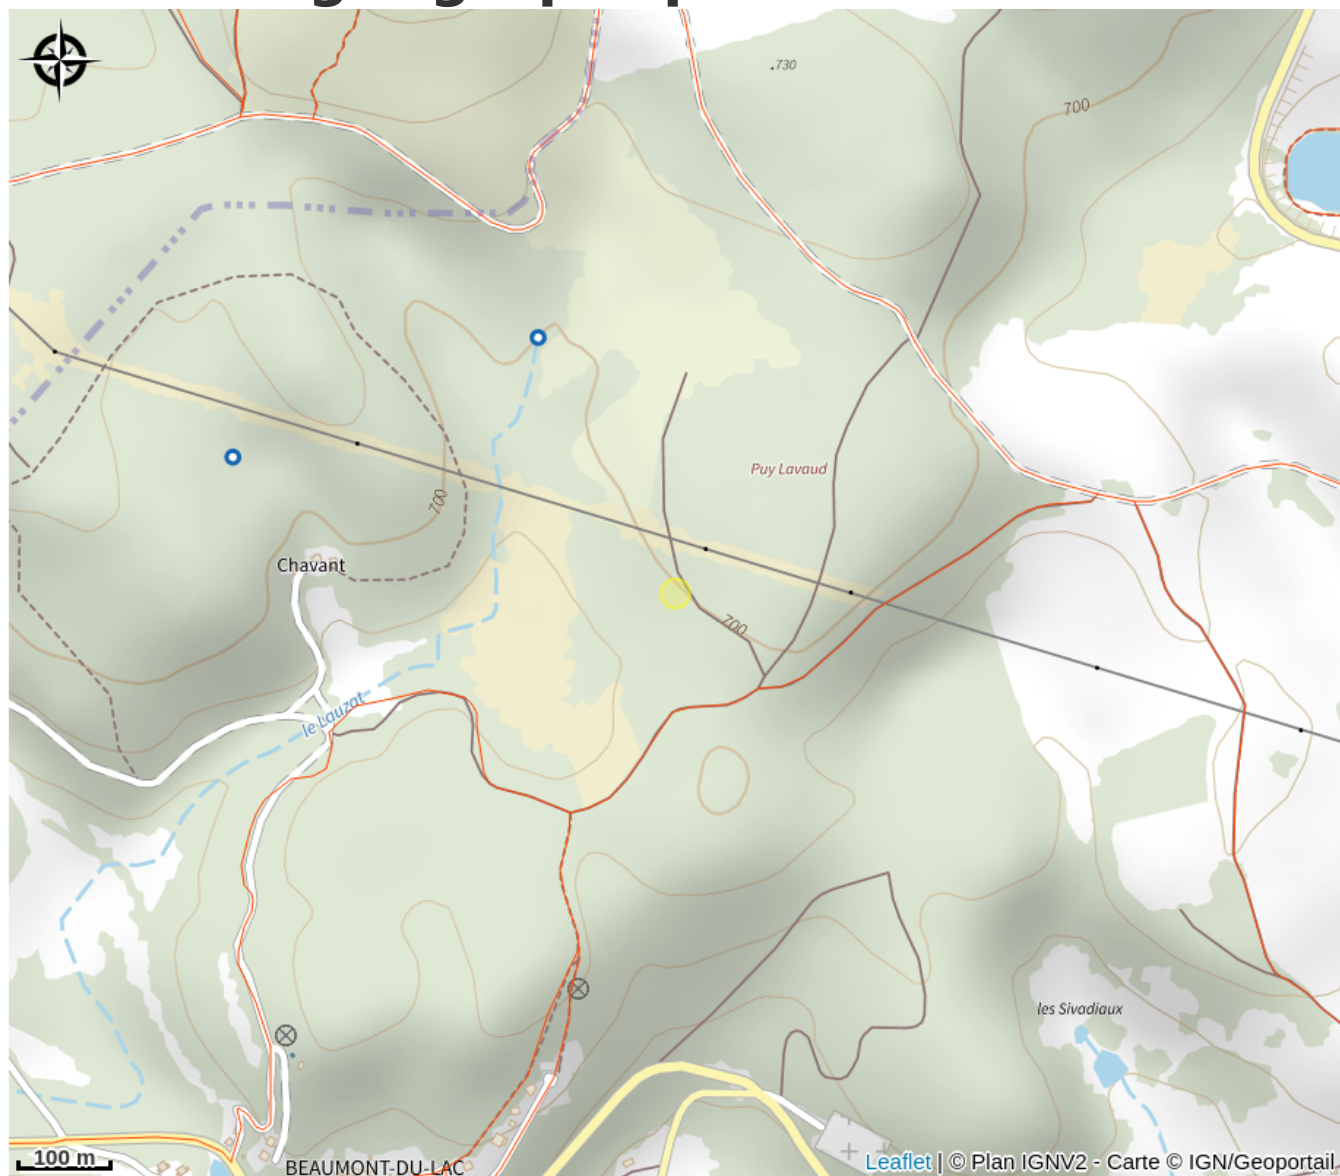 .730
700
Puy Lavaud
700
Chavant
700
le Lauzat
les Sivadiaux
100 m
BEAUMONT-DU-LAC
Leaflet | © Plan IGNV2 - Carte © IGN/Geoportail